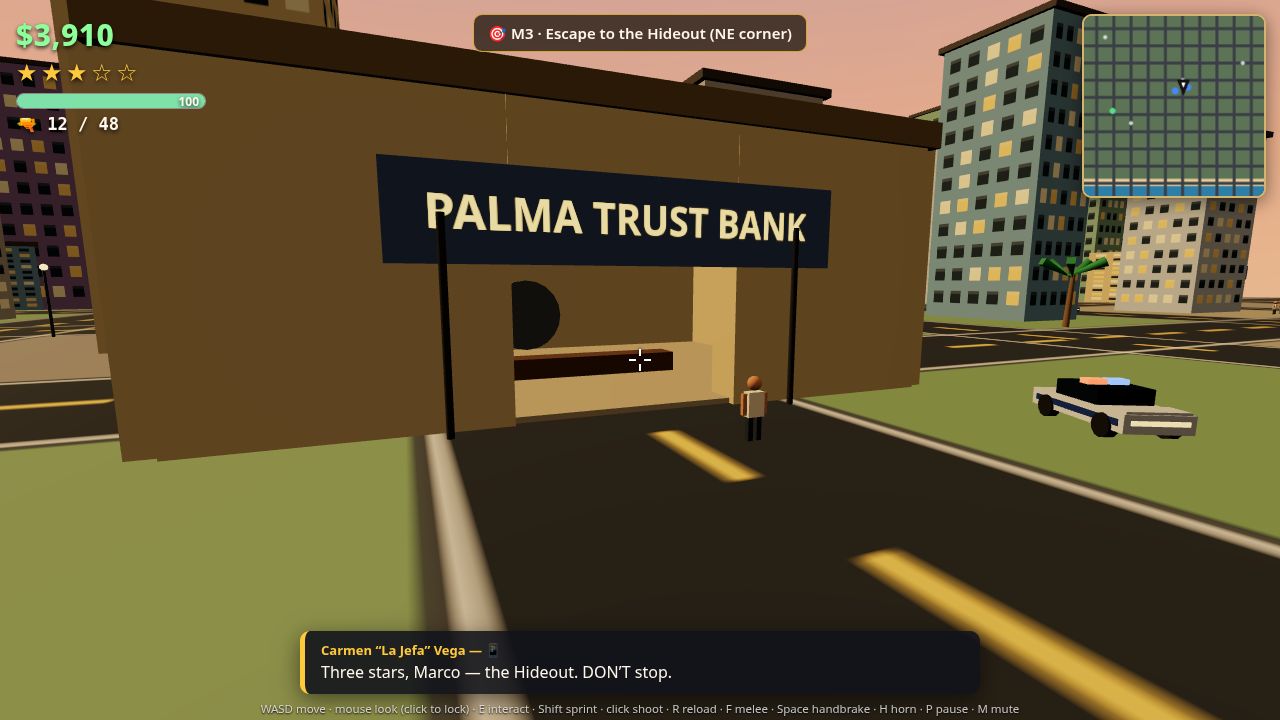 $3,910
🎯 M3 · Escape to the Hideout (NE corner)
★★★☆☆
100
12 / 48
PALMA TRUST BANK
Carmen “La Jefa” Vega — 📱
Three stars, Marco — the Hideout. DON’T stop.
WASD move · mouse look (click to lock) · E interact · Shift sprint · click shoot · R reload · F melee · Space handbrake · H horn · P pause · M mute